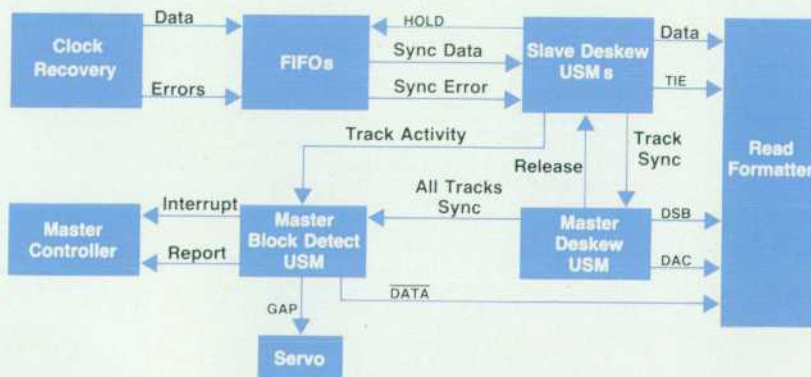 Data
HOLD
Data
Clock
Recovery
FIFOs
Sync Data
Slave Deskew
USMs
Errors
Sync Error
TIE
Track Activity
Track
Sync
Release
Read
Formatter
All Tracks
Sync
Interrupt
Master
Controller
Report
Master
Block Detect
USM
Master
Deskew
USM
DSB
DAC
GAP
DATA
Servo